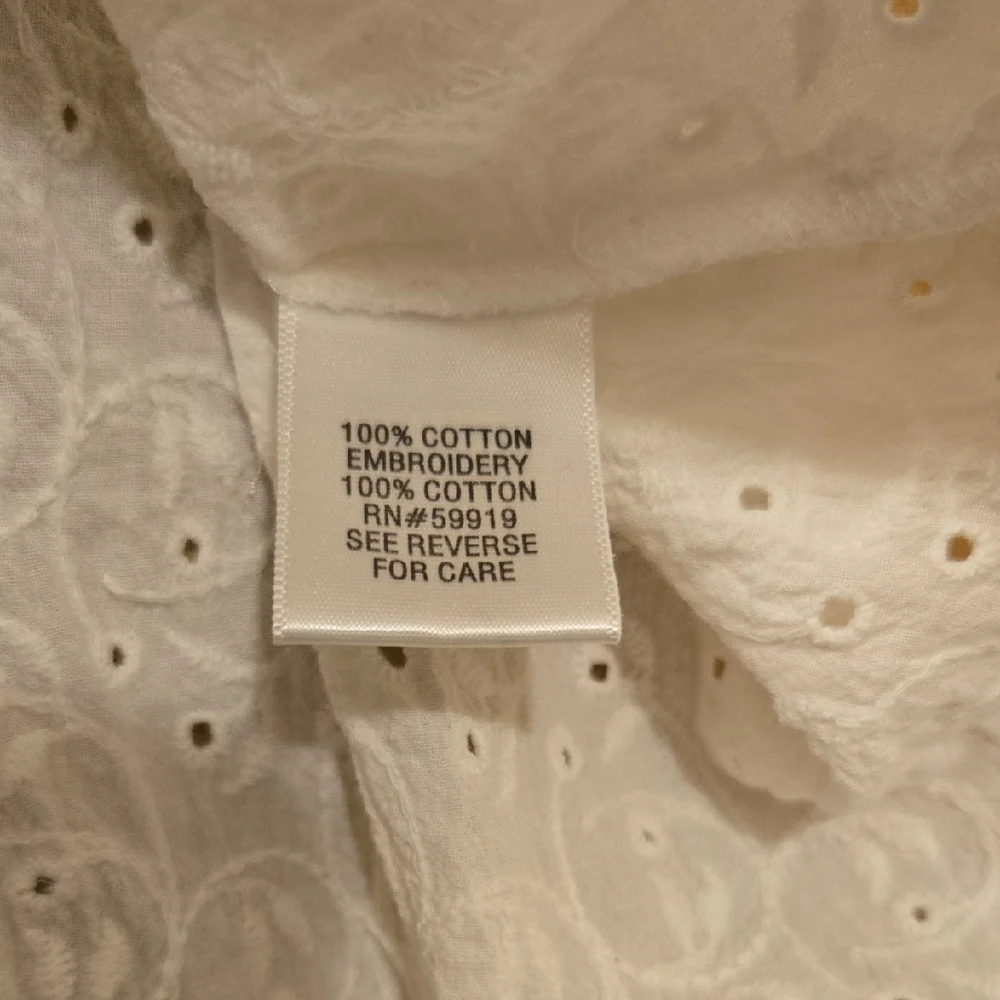 100% COTTON
EMBROIDERY
100% COTTON
RN#59919
SEE REVERSE
FOR CARE